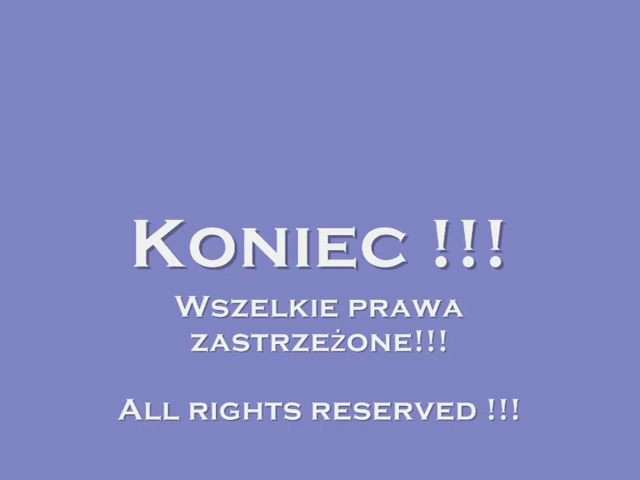 Koniec !!!
Wszelkie prawa
zastrzeżone!!!
All rights reserved !!!